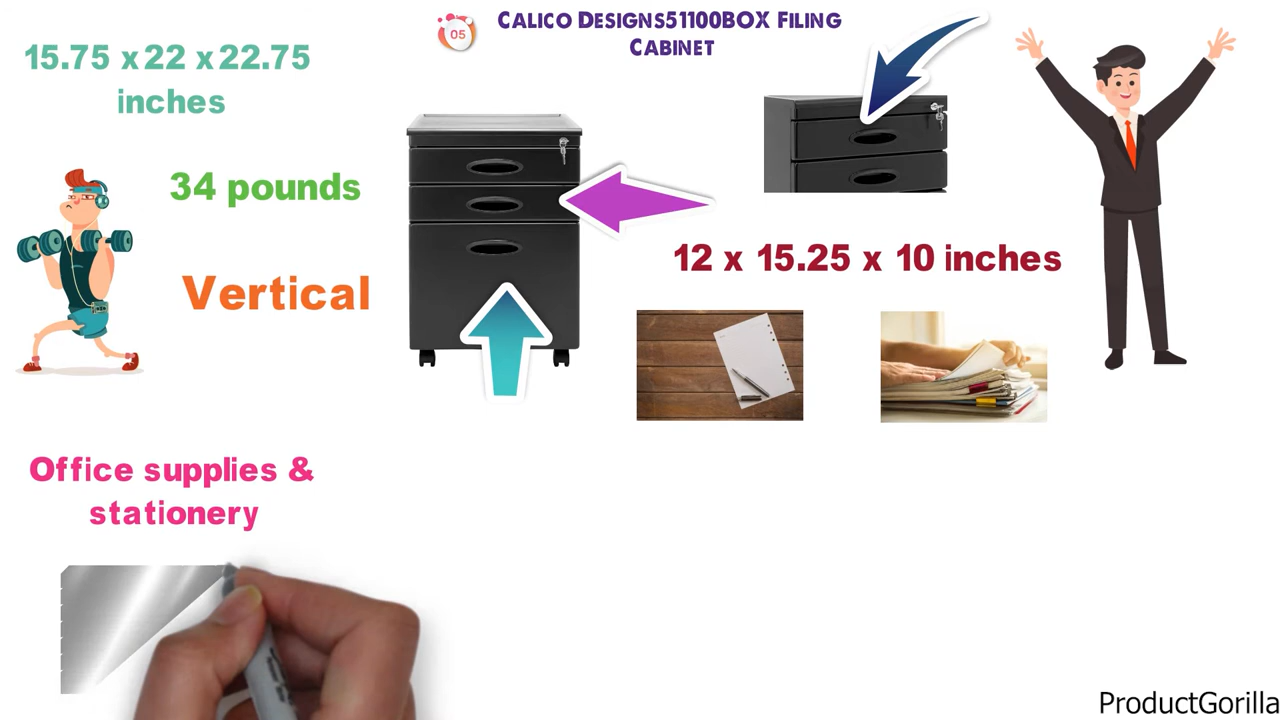 05
Calico Designs51100BOX Filing
Cabinet
15.75 x 22 x 22.75
inches
34 pounds
Vertical
12 x 15.25 x 10 inches
Office supplies &
stationery
ProductGorilla